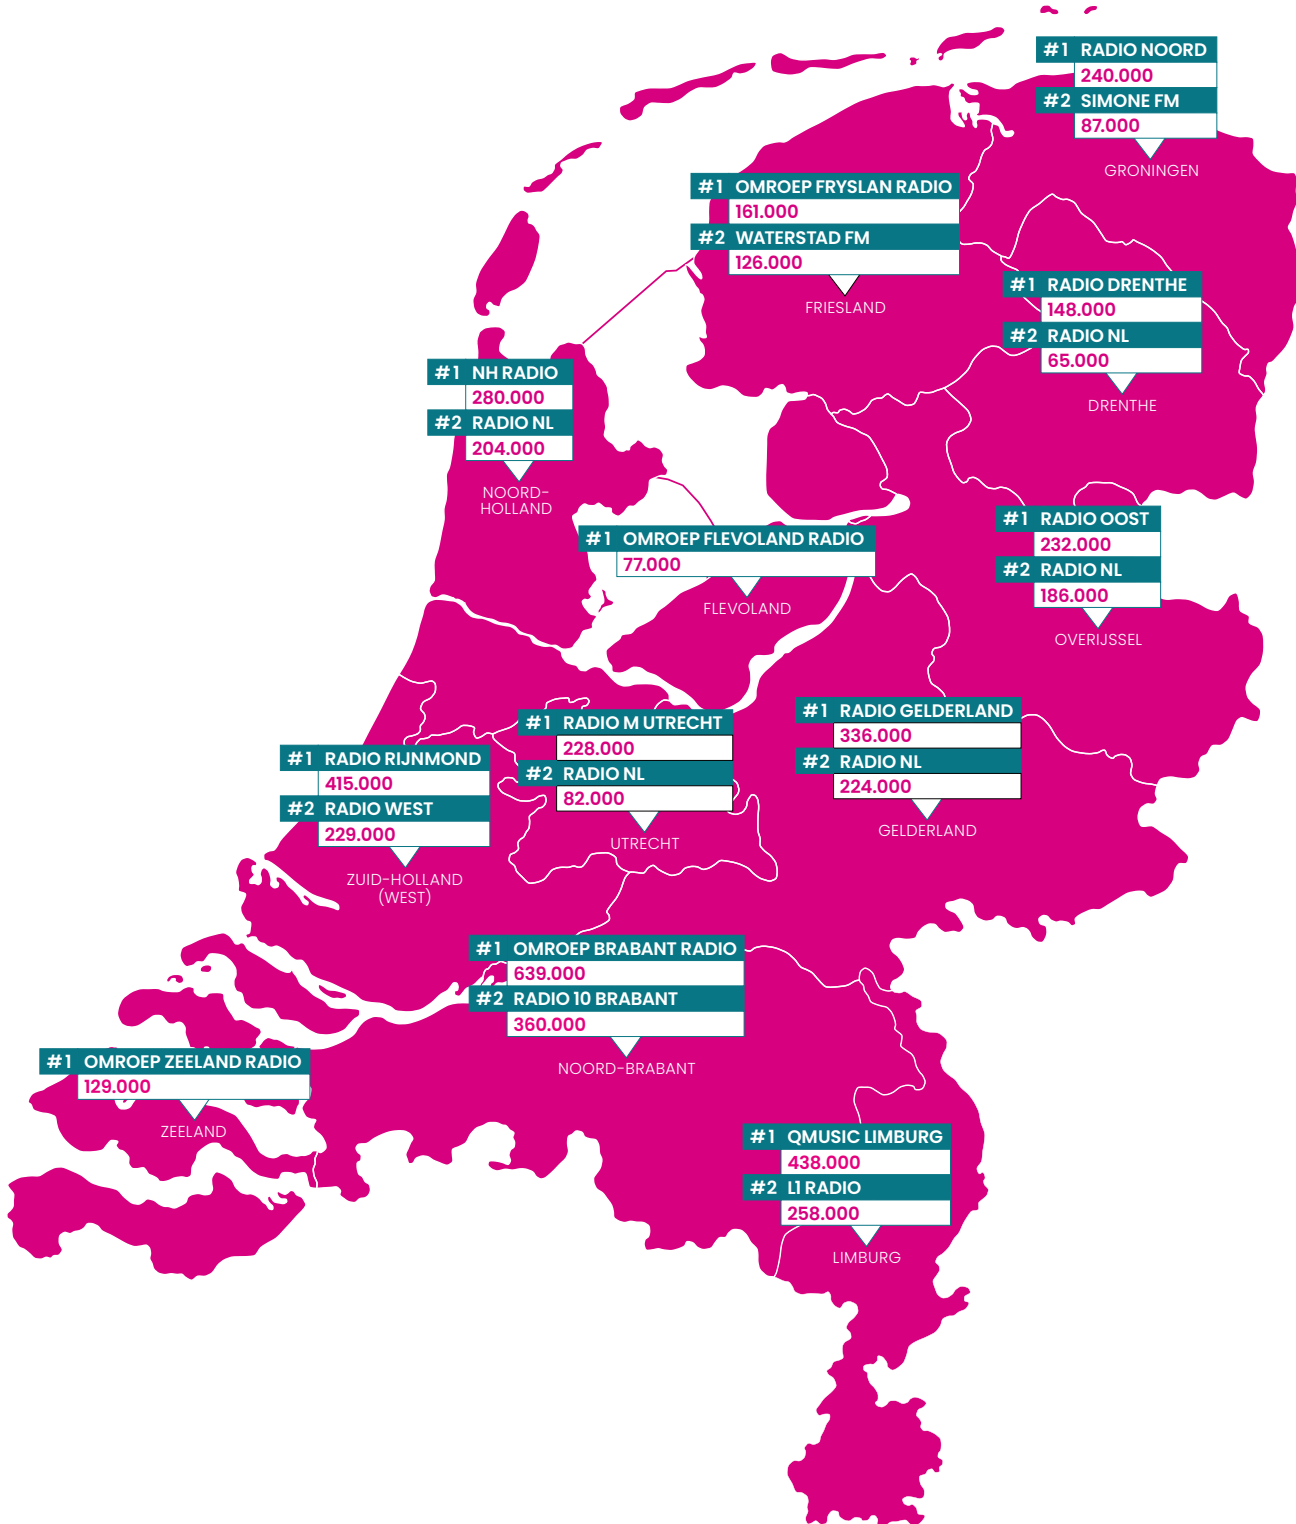 #1 RADIO NOORD
240.000
#2 SIMONE FM
87.000
GRONINGEN
#1 OMROEP FRYSLAN RADIO
161.000
#2 WATERSTAD FM
126.000
FRIESLAND
#1 RADIO DRENTHE
148.000
#2 RADIO NL
65.000
DRENTHE
#1 NH RADIO
280.000
#2 RADIO NL
204.000
NOORD-
HOLLAND
#1 OMROEP FLEVOLAND RADIO
77.000
FLEVOLAND
#1 RADIO OOST
232.000
#2 RADIO NL
186.000
OVERIJSSEL
#1 RADIO M UTRECHT
228.000
#2 RADIO NL
82.000
UTRECHT
#1 RADIO GELDERLAND
336.000
#2 RADIO NL
224.000
GELDERLAND
#1 RADIO RIJNMOND
415.000
#2 RADIO WEST
229.000
ZUID-HOLLAND
(WEST)
#1 OMROEP BRABANT RADIO
639.000
#2 RADIO 10 BRABANT
360.000
NOORD-BRABANT
#1 OMROEP ZEELAND RADIO
129.000
ZEELAND
#1 QMUSIC LIMBURG
438.000
#2 L1 RADIO
258.000
LIMBURG